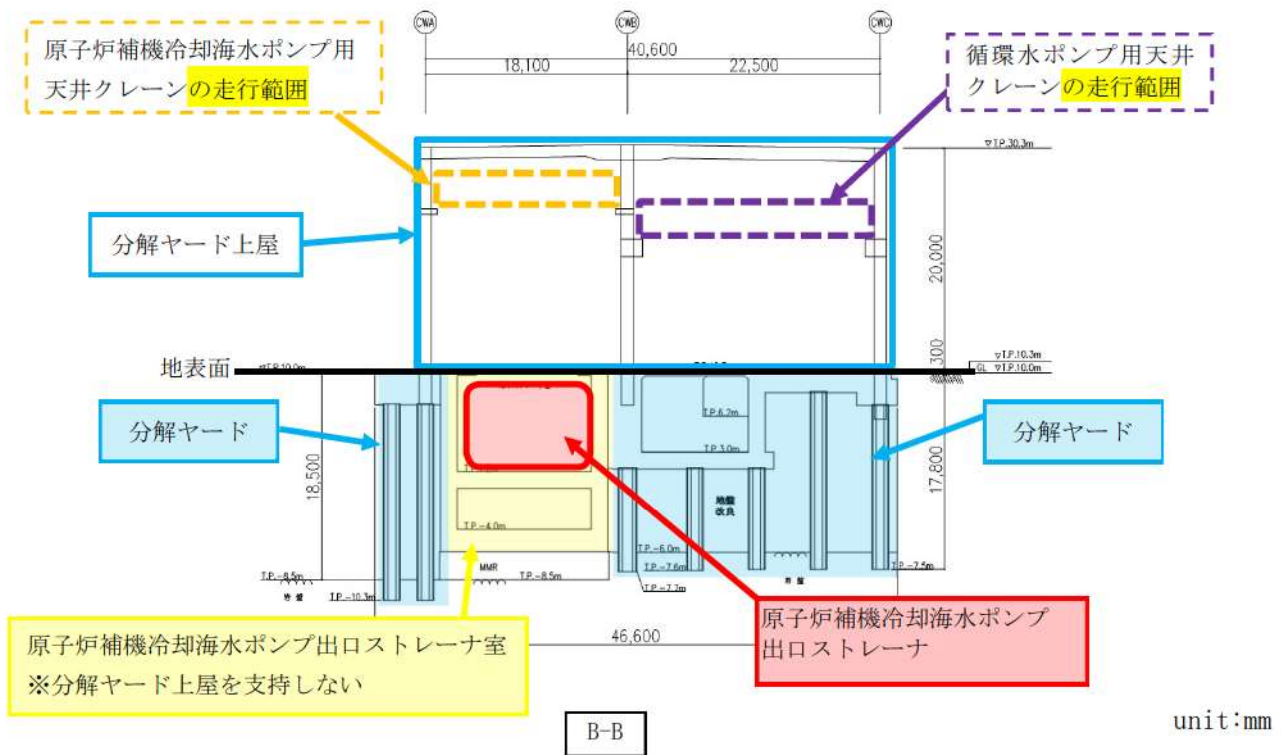 CWA
CWB
CWC
40,600
18,100
22,500
原子炉補機冷却海水ポンプ用
天井クレーンの走行範囲
循環水ポンプ用天井
クレーンの走行範囲
▽T.P.30.3m
分解ヤード上屋
20,000
地表面
▽T.P.10.0m
300
▽T.P.10.3m
GL ▽T.P.10.0m
分解ヤード
分解ヤード
T.P.6.2m
T.P.3.0m
18,500
17,800
地盤
改良
T.P.-4.0m
T.P.-6.0m
MMR
T.P.-8.5m
T.P.-8.5m
T.P.-7.6m
T.P.-7.5m
岩盤
岩盤
T.P.-10.3m
T.P.-7.7m
46,600
原子炉補機冷却海水ポンプ出口ストレーナ室
※分解ヤード上屋を支持しない
原子炉補機冷却海水ポンプ
出口ストレーナ
B-B
unit:mm